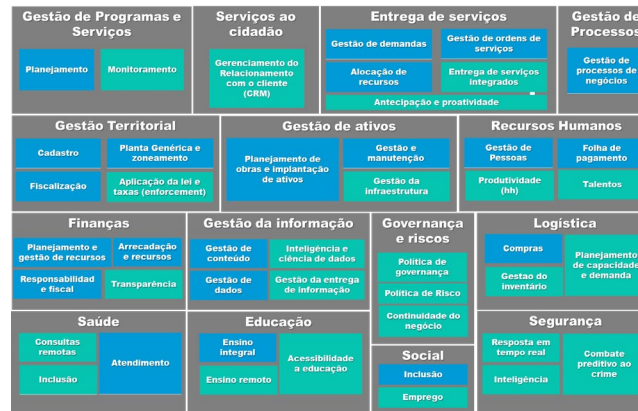 Gestão de Programas e
Serviços
Planejamento
Monitoramento
Serviços ao
cidadão
Gerenciamento do
Relacionamento
com o cliente
(CRM)
Entrega de serviços
Gestão de demandas
Gestão de ordens de
serviços
Alocação de
recursos
Entrega de serviços
integrados
Antecipação e proatividade
Gestão de
Processos
Gestão de
processos de
negócios
Gestão Territorial
Cadastro
Planta Genérica e
zoneamento
Fiscalização
Aplicação da lei e
taxas (enforcement)
Gestão de ativos
Planejamento de
obras e implantação
de ativos
Gestão e
manutenção
Gestão da
infraestrutura
Recursos Humanos
Gestão de
Pessoas
Folha de
pagamento
Produtividade
(hh)
Talentos
Finanças
Planejamento e
gestão de recursos
Arrecadação
e recursos
Responsabilid
e fiscal
Transparência
Gestão da informação
Gestão de
conteúdo
Inteligência e
ciência de dados
Gestão de
dados
Gestão da entrega
de informação
Governança
e riscos
Política de
governança
Política de Risco
Continuidade do
negócio
Logística
Compras
Gestao do
inventário
Planejamento
de capacidade
e demanda
Saúde
Consultas
remotas
Inclusão
Atendimento
Educação
Ensino
integral
Ensino remoto
Acessibilidade
a educação
Social
Inclusão
Emprego
Segurança
Resposta em
tempo real
Inteligência
Combate
preditivo ao
crime